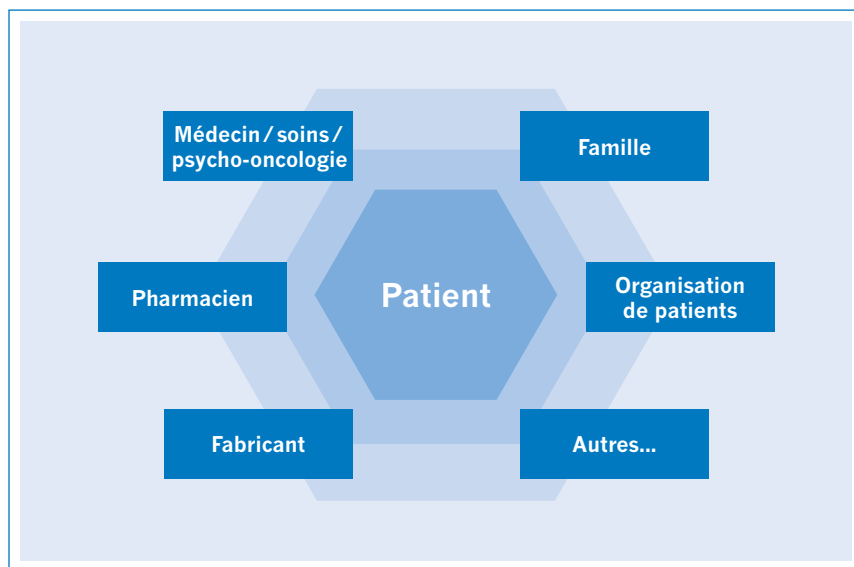 Médecin / soins /
psycho-oncologie
Famille
Pharmacien
Patient
Organisation
de patients
Fabricant
Autres...